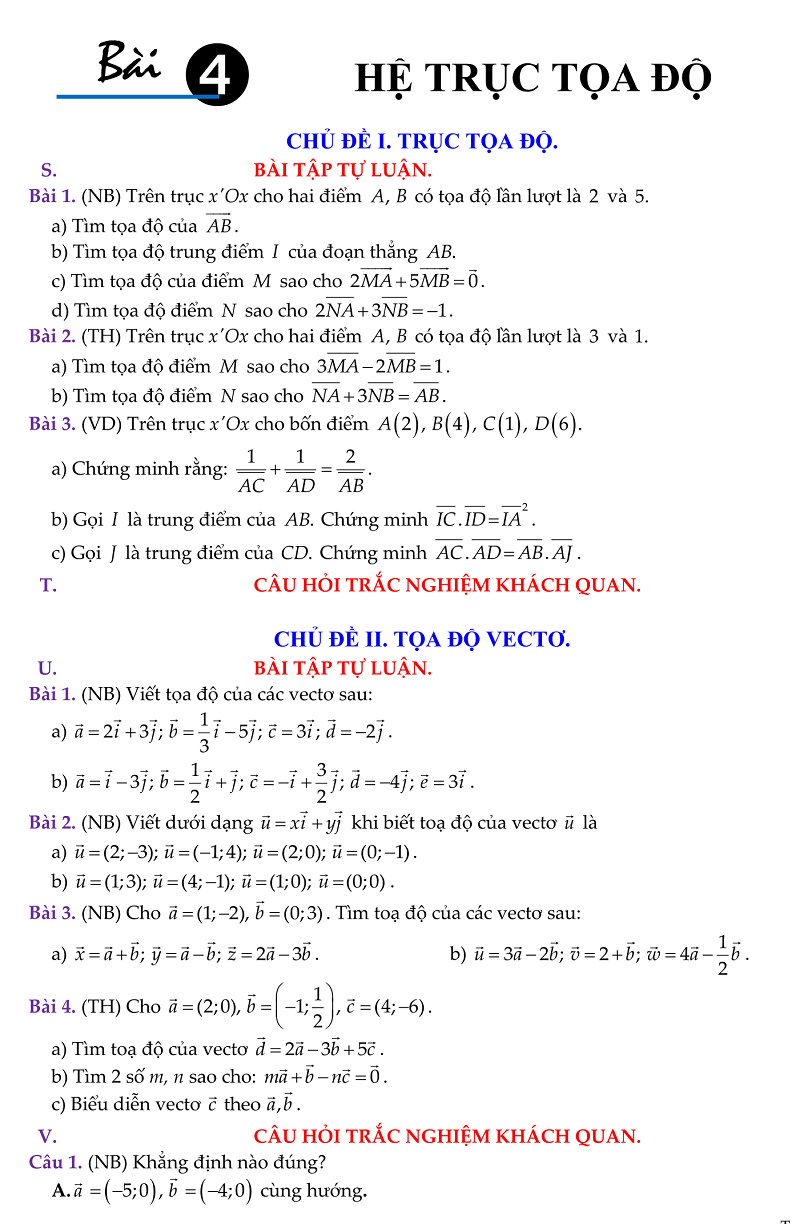 Bài 4 HỆ TRỤC TỌA ĐỘ
CHỦ ĐỀ I. TRỤC TỌA ĐỘ.
S. BÀI TẬP TỰ LUẬN.
Bài 1. (NB) Trên trục x'Ox cho hai điểm A, B có tọa độ lần lượt là 2 và 5.
a) Tìm tọa độ của $\overrightarrow{AB}$.
b) Tìm tọa độ trung điểm I của đoạn thẳng AB.
c) Tìm tọa độ của điểm M sao cho $2\overrightarrow{MA}+5\overrightarrow{MB}=\vec{0}$.
d) Tìm tọa độ điểm N sao cho $2\overline{NA}+3\overline{NB}=-1$.
Bài 2. (TH) Trên trục x'Ox cho hai điểm A, B có tọa độ lần lượt là 3 và 1.
a) Tìm tọa độ điểm M sao cho $3\overline{MA}-2\overline{MB}=1$.
b) Tìm tọa độ điểm N sao cho $\overline{NA}+3\overline{NB}=\overline{AB}$.
Bài 3. (VD) Trên trục x'Ox cho bốn điểm A(2), B(4), C(1), D(6).
a) Chứng minh rằng: $\frac{1}{\overline{AC}}+\frac{1}{\overline{AD}}=\frac{2}{\overline{AB}}$.
b) Gọi I là trung điểm của AB. Chứng minh $\overline{IC}.\overline{ID}=\overline{IA}^2$.
c) Gọi J là trung điểm của CD. Chứng minh $\overline{AC}.\overline{AD}=\overline{AB}.\overline{AJ}$.
T. CÂU HỎI TRẮC NGHIỆM KHÁCH QUAN.
CHỦ ĐỀ II. TỌA ĐỘ VECTƠ.
U. BÀI TẬP TỰ LUẬN.
Bài 1. (NB) Viết tọa độ của các vectơ sau:
a) $\vec{a}=2\vec{i}+3\vec{j}; \vec{b}=\frac{1}{3}\vec{i}-5\vec{j}; \vec{c}=3\vec{i}; \vec{d}=-2\vec{j}$.
b) $\vec{a}=\vec{i}-3\vec{j}; \vec{b}=\frac{1}{2}\vec{i}+\vec{j}; \vec{c}=-\vec{i}+\frac{3}{2}\vec{j}; \vec{d}=-4\vec{j}; \vec{e}=3\vec{i}$.
Bài 2. (NB) Viết dưới dạng $\vec{u}=x\vec{i}+y\vec{j}$ khi biết toạ độ của vectơ $\vec{u}$ là
a) $\vec{u}=(2;-3); \vec{u}=(-1;4); \vec{u}=(2;0); \vec{u}=(0;-1)$.
b) $\vec{u}=(1;3); \vec{u}=(4;-1); \vec{u}=(1;0); \vec{u}=(0;0)$.
Bài 3. (NB) Cho $\vec{a}=(1;-2), \vec{b}=(0;3)$. Tìm toạ độ của các vectơ sau:
a) $\vec{x}=\vec{a}+\vec{b}; \vec{y}=\vec{a}-\vec{b}; \vec{z}=2\vec{a}-3\vec{b}$. b) $\vec{u}=3\vec{a}-2\vec{b}; \vec{v}=2+\vec{b}; \vec{w}=4\vec{a}-\frac{1}{2}\vec{b}$.
Bài 4. (TH) Cho $\vec{a}=(2;0), \vec{b}=\left(-1;\frac{1}{2}\right), \vec{c}=(4;-6)$.
a) Tìm toạ độ của vectơ $\vec{d}=2\vec{a}-3\vec{b}+5\vec{c}$.
b) Tìm 2 số m, n sao cho: $m\vec{a}+\vec{b}-n\vec{c}=\vec{0}$.
c) Biểu diễn vectơ $\vec{c}$ theo $\vec{a},\vec{b}$.
V. CÂU HỎI TRẮC NGHIỆM KHÁCH QUAN.
Câu 1. (NB) Khẳng định nào đúng?
A. $\vec{a}=(-5;0), \vec{b}=(-4;0)$ cùng hướng.